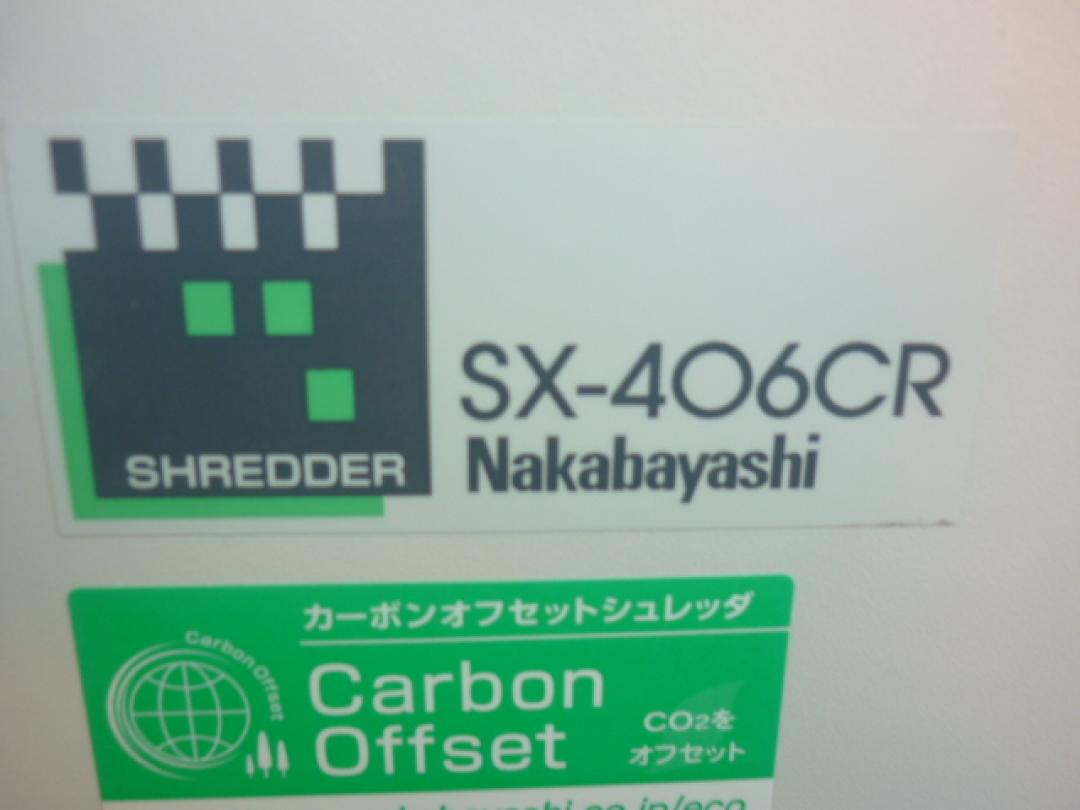 SHREDDER
SX-406CR
Nakabayashi
カーボンオフセットシュレッダ
Carbon Offset
Carbon
Offset
CO2を
オフセット